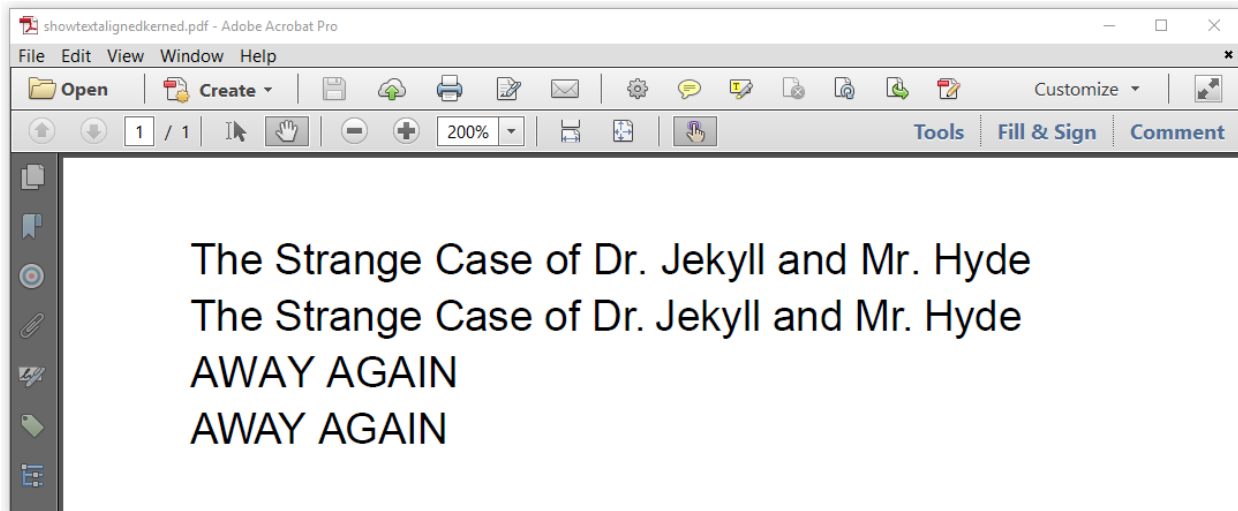 showtextalignedkerned.pdf - Adobe Acrobat Pro
File Edit View Window Help
Open Create Customize
1 / 1 200% Tools Fill & Sign Comment
The Strange Case of Dr. Jekyll and Mr. Hyde
The Strange Case of Dr. Jekyll and Mr. Hyde
AWAY AGAIN
AWAY AGAIN